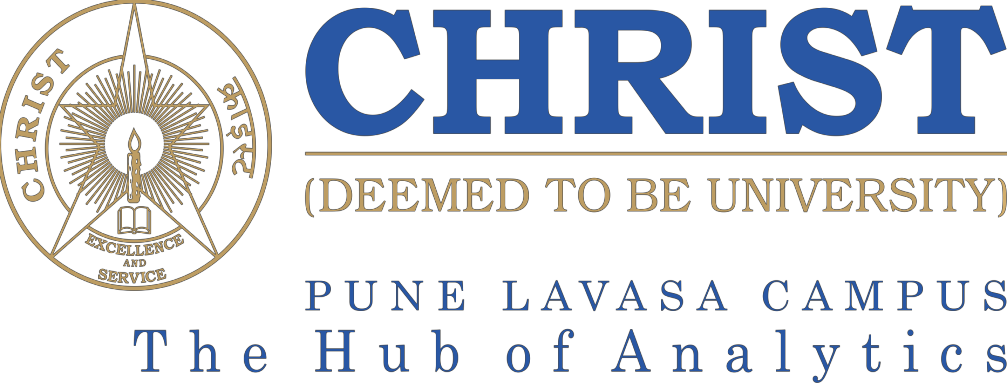 CHRIST
क्राइस्ट
EXCELLENCE
AND
SERVICE
CHRIST
(DEEMED TO BE UNIVERSITY)
PUNE LAVASA CAMPUS
The Hub of Analytics